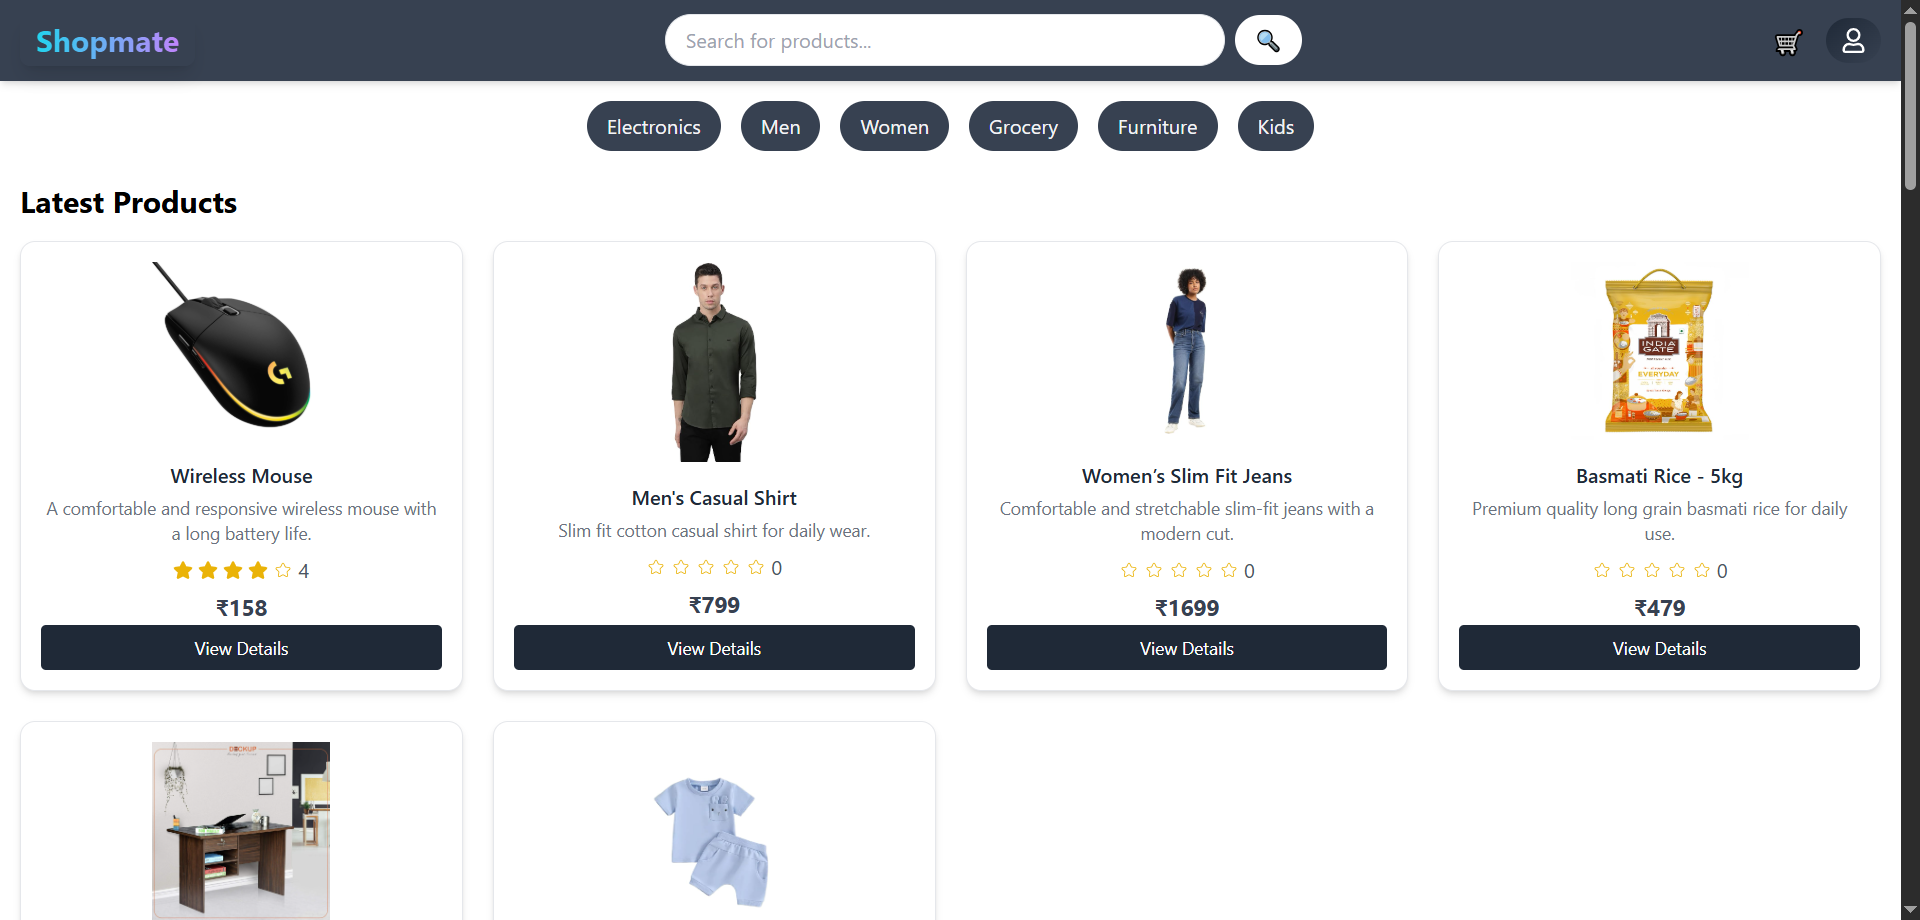 Shopmate
Search for products...
Electronics
Men
Women
Grocery
Furniture
Kids
Latest Products
Wireless Mouse
A comfortable and responsive wireless mouse with
a long battery life.
4
₹158
View Details
Men's Casual Shirt
Slim fit cotton casual shirt for daily wear.
0
₹799
View Details
Women’s Slim Fit Jeans
Comfortable and stretchable slim-fit jeans with a
modern cut.
0
₹1699
View Details
INDIA
GATE
EVERYDAY
Basmati Rice - 5kg
Premium quality long grain basmati rice for daily
use.
0
₹479
View Details